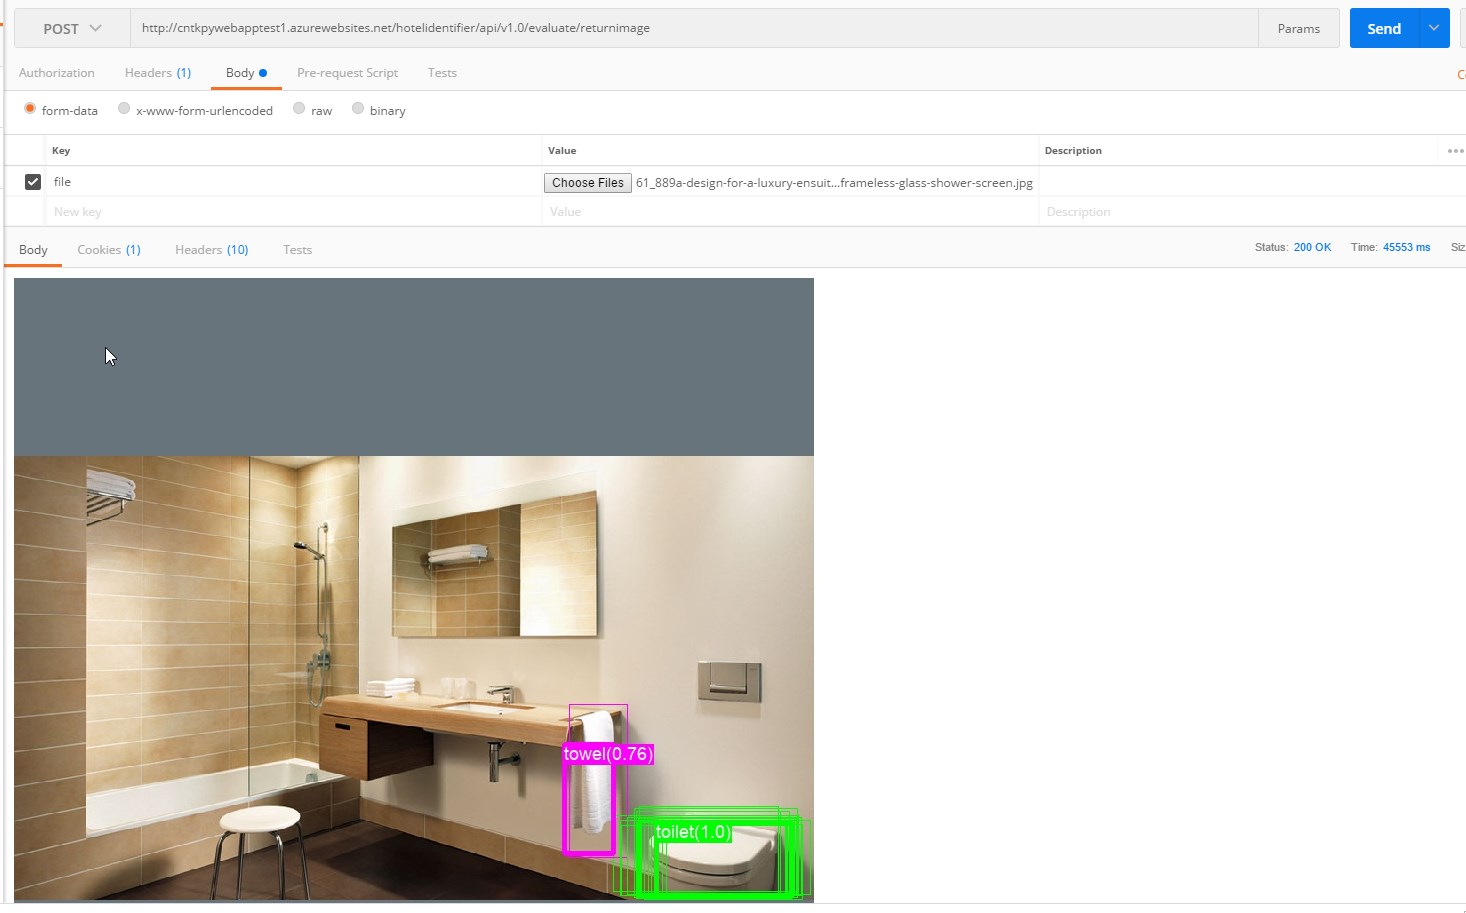 POST http://cntkpywebapptest1.azurewebsites.net/hotelidentifier/api/v1.0/evaluate/returnimage Params Send
Authorization Headers (1) Body Pre-request Script Tests
form-data x-www-form-urlencoded raw binary
Key Value Description
file Choose Files 61_889a-design-for-a-luxury-ensuit...frameless-glass-shower-screen.jpg
New key Value Description
Body Cookies (1) Headers (10) Tests Status: 200 OK Time: 45553 ms Siz
towel(0.76)
toilet(1.0)